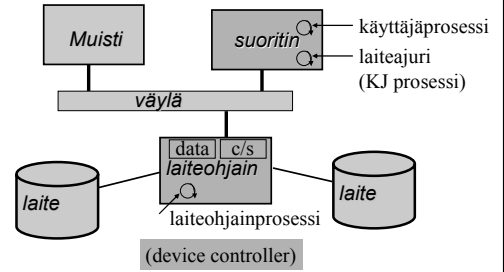 Muisti
suoritin
käyttäjäprosessi
laiteajuri
(KJ prosessi)
väylä
data c/s
laiteohjain
laite
laite
laiteohjainprosessi
(device controller)